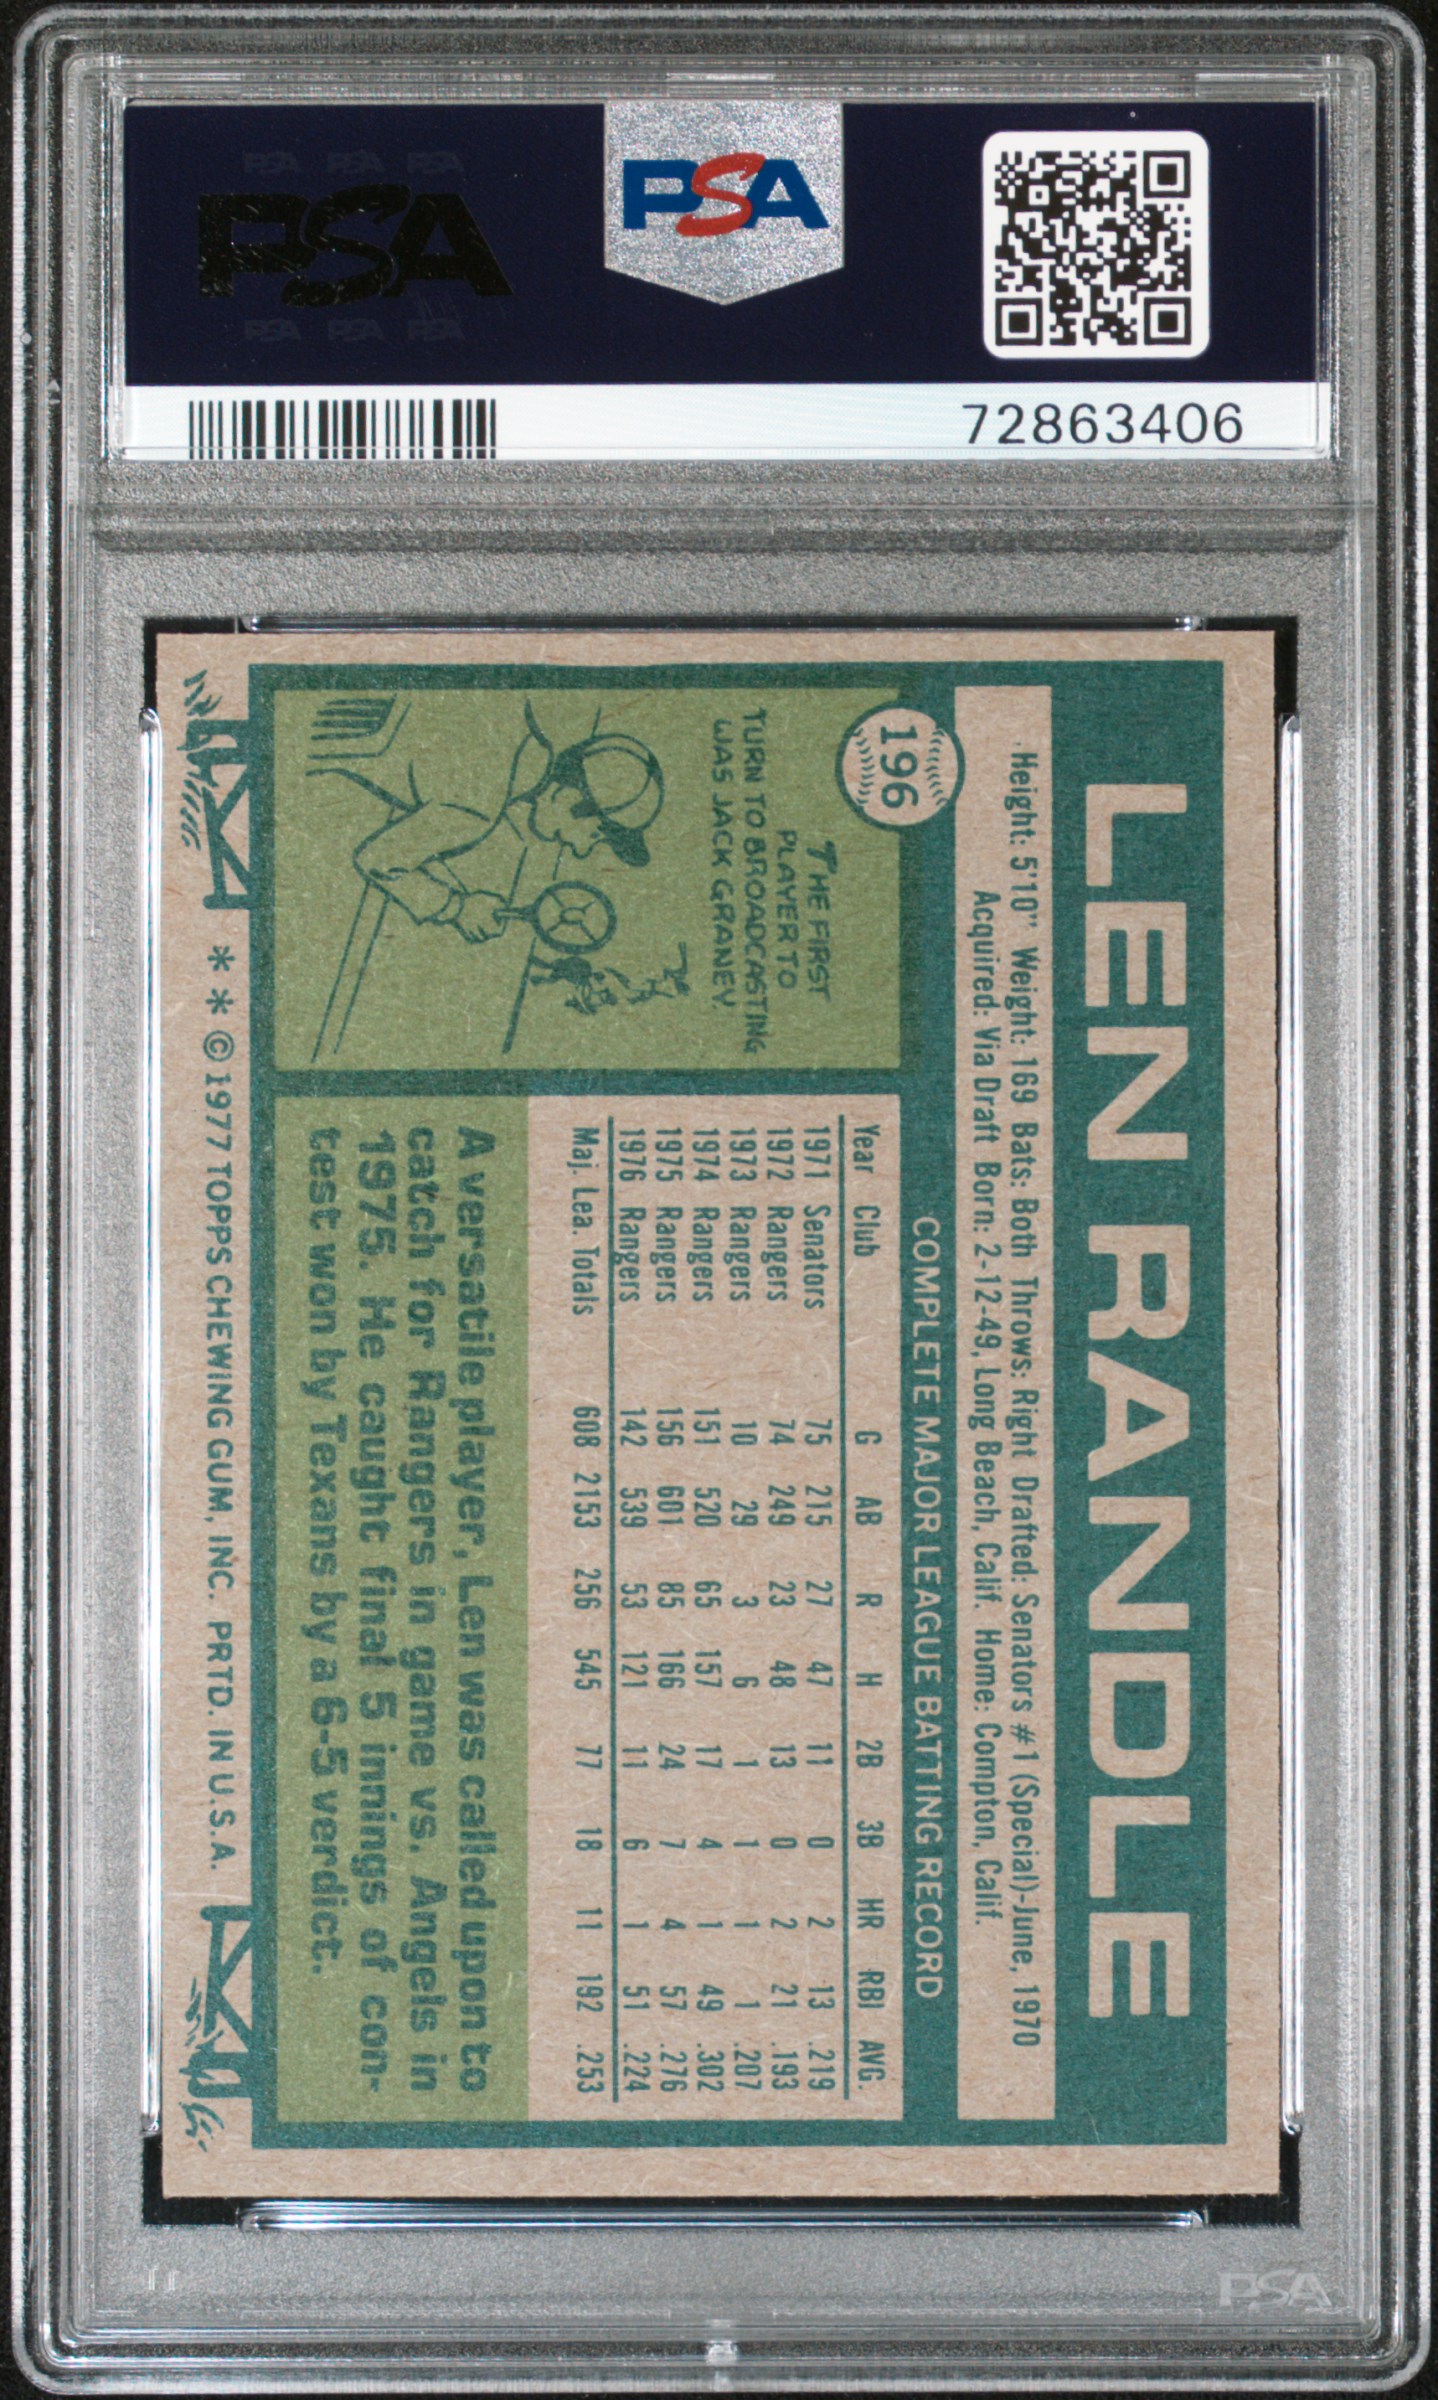 PSA PSA PSA
PSA
PSA PSA PSA
PSA
72863406
LEN RANDLE
Height: 5'10" Weight: 169 Bats: Both Throws: Right Drafted: Senators #1 (Special)-June, 1970
Acquired: Via Draft Born: 2-12-49, Long Beach, Calif. Home: Compton, Calif.
196
THE FIRST
PLAYER TO
TURN TO BROADCASTING
WAS JACK GRANEY.
COMPLETE MAJOR LEAGUE BATTING RECORD
Year Club G AB R H 2B 3B HR RBI AVG.
1971 Senators 75 215 27 47 11 0 2 13 .219
1972 Rangers 74 249 23 48 13 0 2 21 .193
1973 Rangers 10 29 3 6 1 1 1 1 .207
1974 Rangers 151 520 65 157 17 4 1 49 .302
1975 Rangers 156 601 85 166 24 7 4 57 .276
1976 Rangers 142 539 53 121 11 6 1 51 .224
Maj. Lea. Totals 608 2153 256 545 77 18 11 192 .253
A versatile player, Len was called upon to
catch for Rangers in game vs. Angels in
1975. He caught final 5 innings of con-
test won by Texans by a 6-5 verdict.
* * © 1977 TOPPS CHEWING GUM, INC. PRTD. IN U.S.A.
PSA